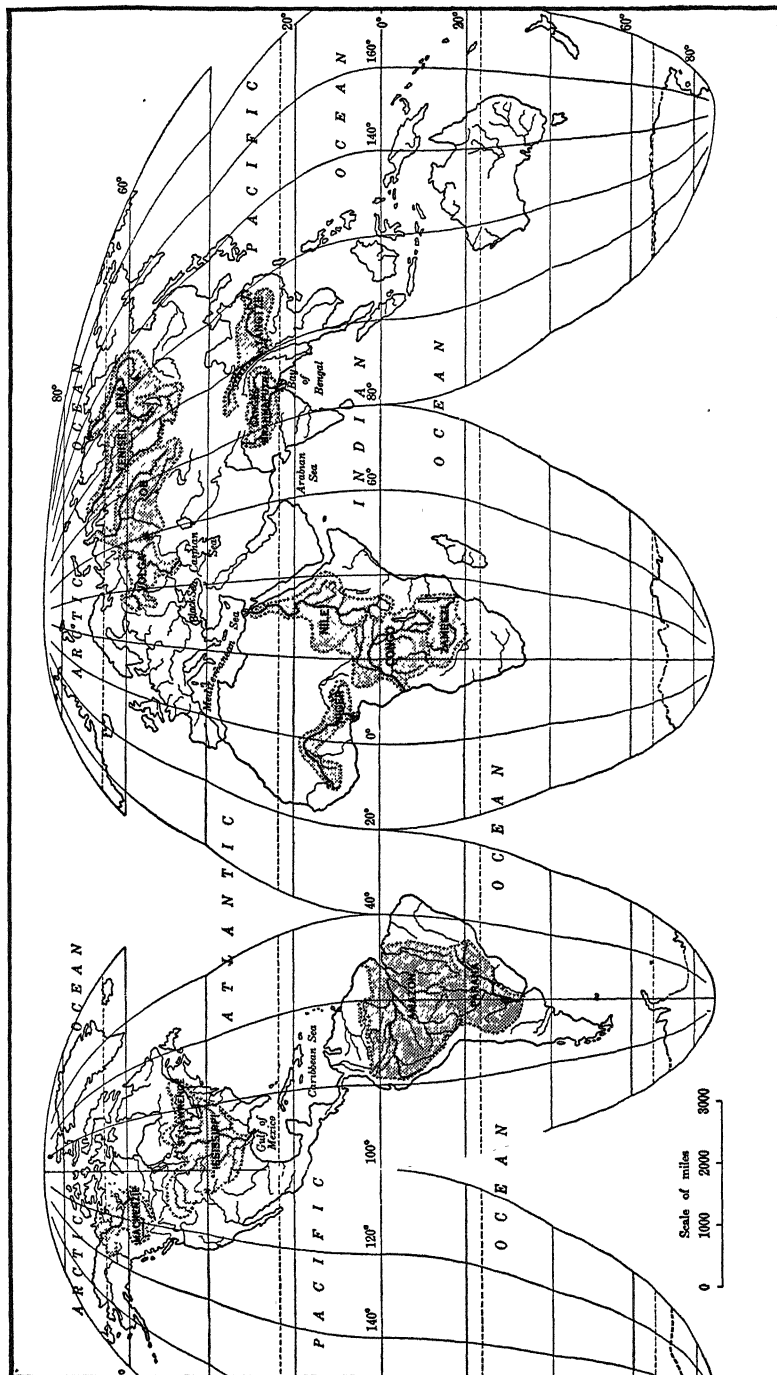 ARCTIC OCEAN
ARCTIC OCEAN
PACIFIC OCEAN
ATLANTIC OCEAN
PACIFIC OCEAN
INDIAN OCEAN
MACKENZIE
MISSISSIPPI
Gulf of Mexico
Caribbean Sea
AMAZON
PARANA
Mediterranean Sea
Black Sea
Caspian Sea
Arabian Sea
Bay of Bengal
VOLGA
OB
YENISEI
LENA
YANGTZE
NILE
NIGER
CONGO
ZAMBEZI
80°
60°
20°
0°
20°
60°
80°
140°
120°
100°
40°
20°
0°
60°
80°
140°
160°
Scale of miles
0 1000 2000 3000